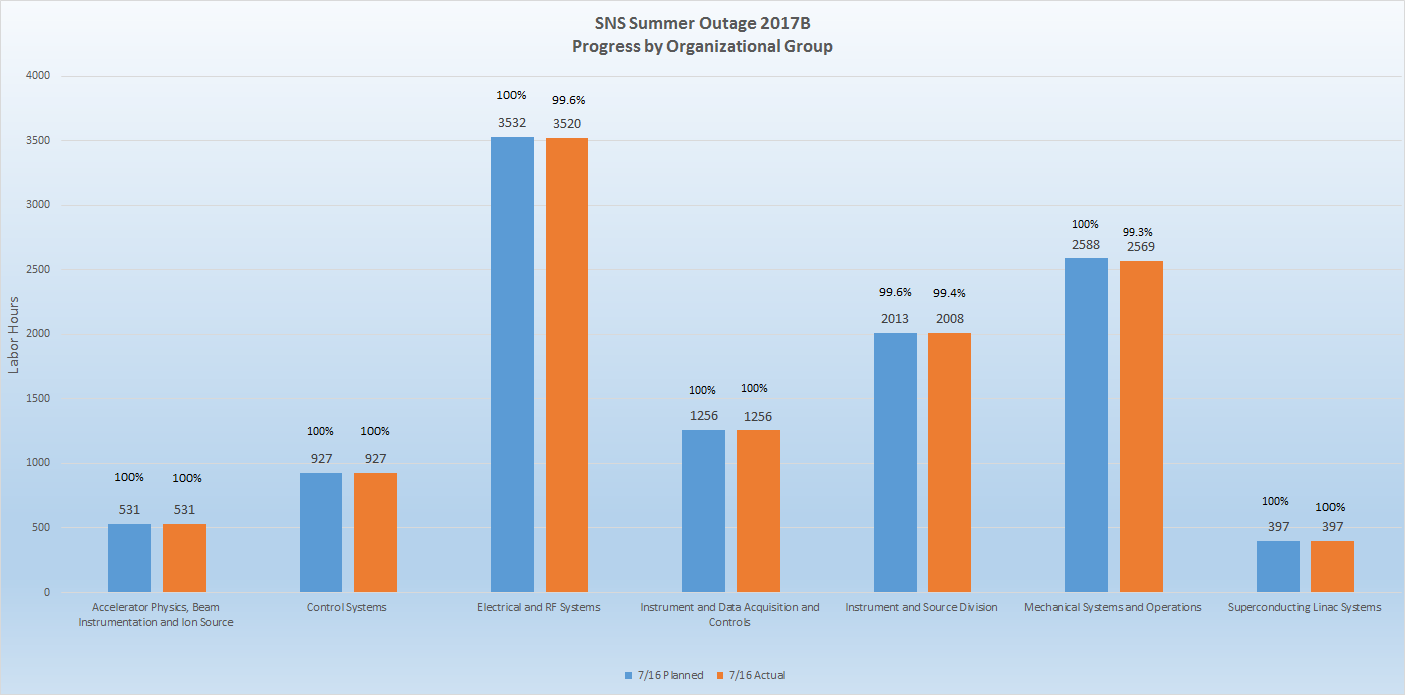 SNS Summer Outage 2017B
Progress by Organizational Group
Labor Hours
4000
3500
3000
2500
2000
1500
1000
500
0
100%
531
100%
531
100%
927
100%
927
100%
3532
99.6%
3520
100%
1256
100%
1256
99.6%
2013
99.4%
2008
100%
2588
99.3%
2569
100%
397
100%
397
Accelerator Physics, Beam
Instrumentation and Ion Source
Control Systems
Electrical and RF Systems
Instrument and Data Acquisition and
Controls
Instrument and Source Division
Mechanical Systems and Operations
Superconducting Linac Systems
7/16 Planned
7/16 Actual